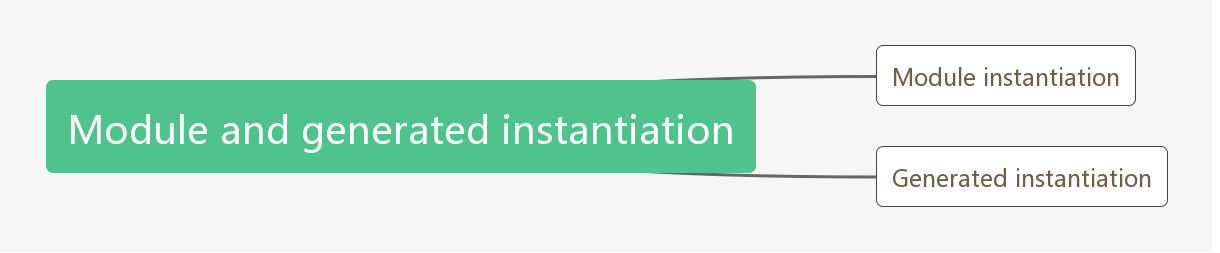 Module and generated instantiation
Module instantiation
Generated instantiation